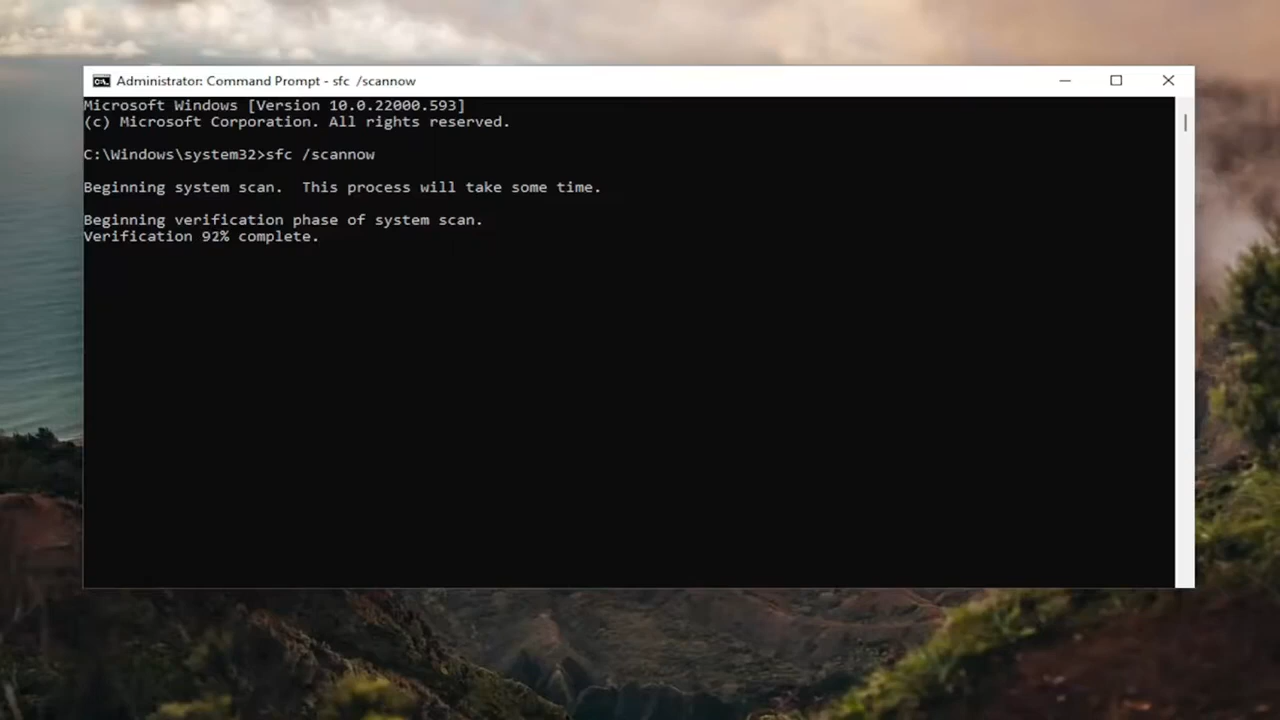 Administrator: Command Prompt - sfc  /scannow
Microsoft Windows [Version 10.0.22000.593]
(c) Microsoft Corporation. All rights reserved.
C:\Windows\system32>sfc /scannow
Beginning system scan.  This process will take some time.
Beginning verification phase of system scan.
Verification 92% complete.